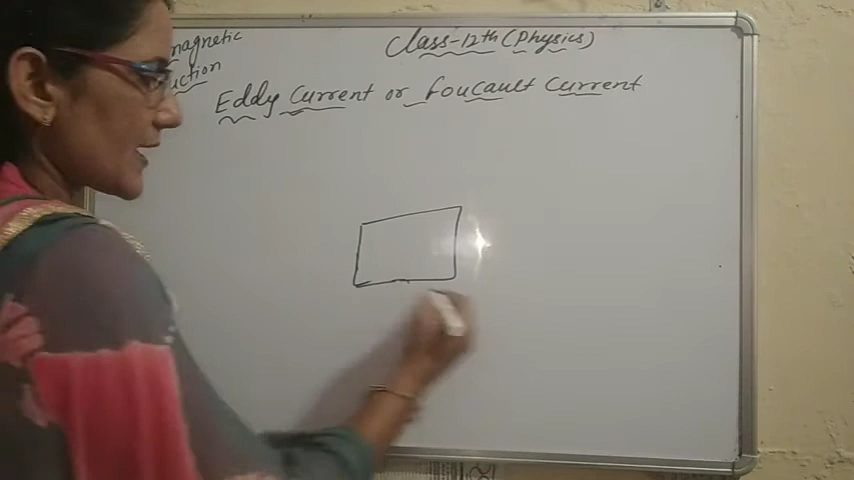 magnetic
Class-12th (Physics)
uction
Eddy Current or Foucault Current